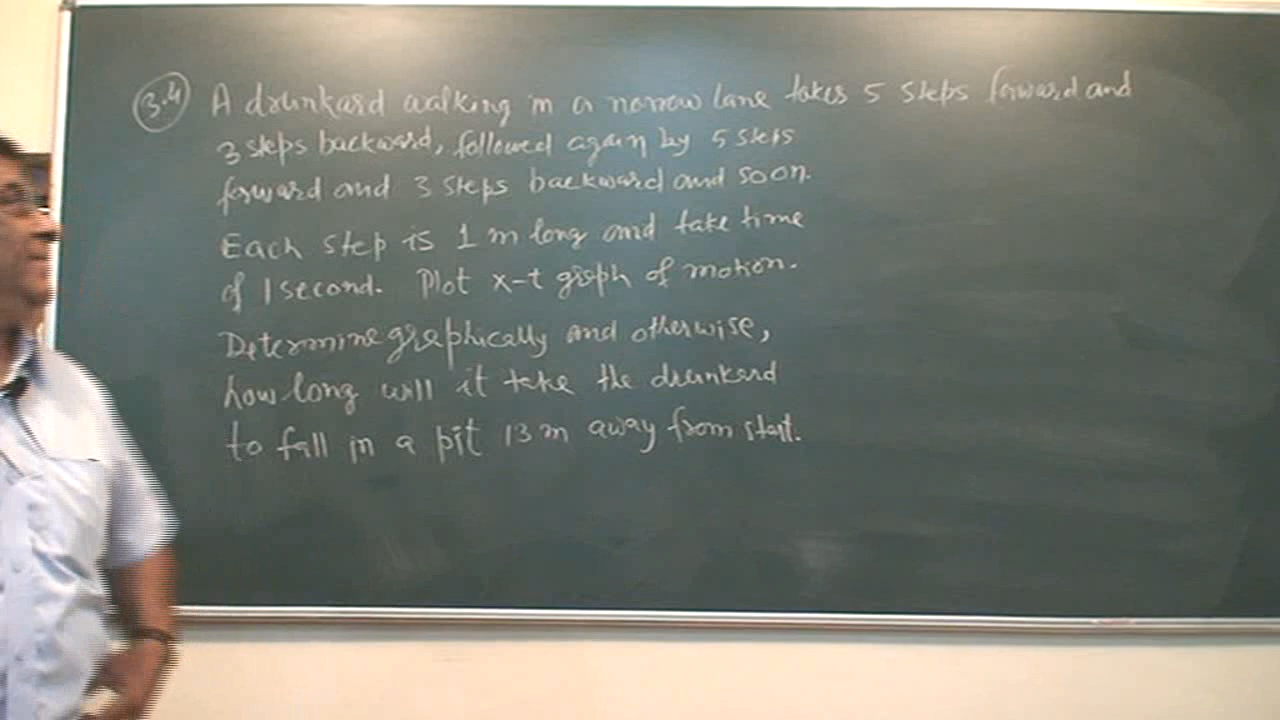 3.4 A drunkard walking in a narrow lane takes 5 steps forward and
3 steps backward, followed again by 5 steps
forward and 3 steps backward and so on.
Each step is 1 m long and take time
of 1 second. Plot x-t graph of motion.
Determine graphically and otherwise,
how long will it take the drunkard
to fall in a pit 13 m away from start.